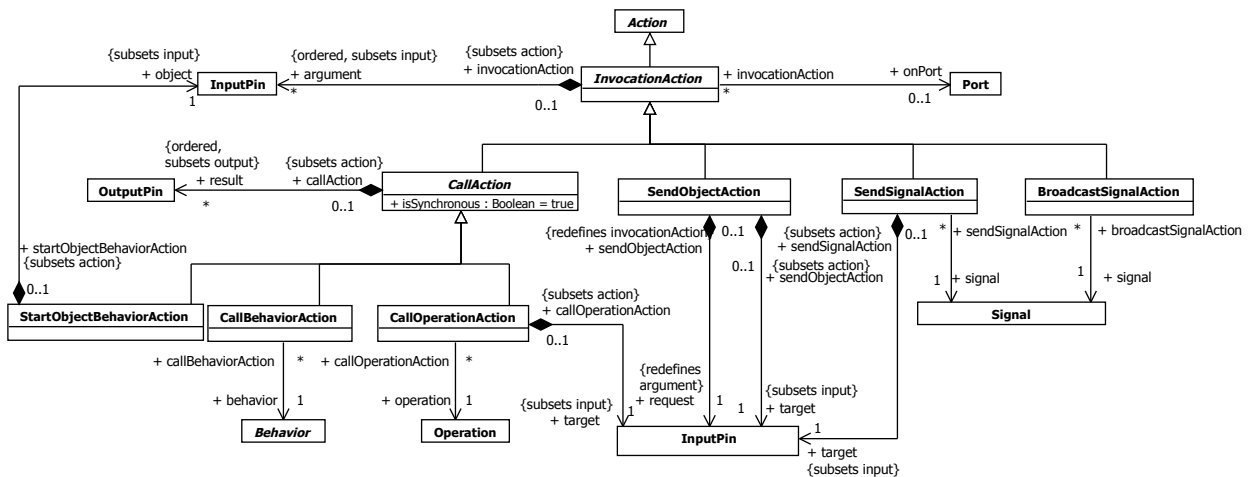 Action
{subsets input}
{ordered, subsets input}
{subsets action}
+ object
+ argument
+ invocationAction
InvocationAction
+ invocationAction
+ onPort
InputPin
Port
1
*
0..1
*
0..1
{ordered,
subsets output}
{subsets action}
+ result
+ callAction
OutputPin
*
0..1
CallAction
+ isSynchronous : Boolean = true
SendObjectAction
SendSignalAction
BroadcastSignalAction
{redefines invocationAction}
+ sendObjectAction
0..1
{subsets action}
+ sendSignalAction
0..1
*
+ sendSignalAction
*
+ broadcastSignalAction
0..1
{subsets action}
+ sendObjectAction
+ startObjectBehaviorAction
{subsets action}
0..1
1
+ signal
1
+ signal
StartObjectBehaviorAction
CallBehaviorAction
CallOperationAction
{subsets action}
+ callOperationAction
0..1
Signal
+ callBehaviorAction
*
+ callOperationAction
*
{redefines
argument}
+ request
1
{subsets input}
+ target
1
+ behavior
1
+ operation
1
{subsets input}
+ target
1
Behavior
Operation
InputPin
1
+ target
{subsets input}